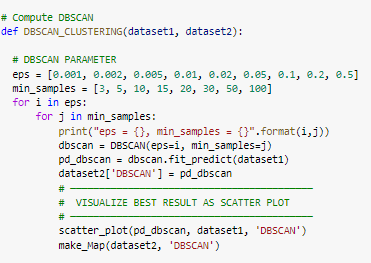 # Compute DBSCAN
def DBSCAN_CLUSTERING(dataset1, dataset2):
# DBSCAN PARAMETER
eps = [0.001, 0.002, 0.005, 0.01, 0.02, 0.05, 0.1, 0.2, 0.5]
min_samples = [3, 5, 10, 15, 20, 30, 50, 100]
for i in eps:
for j in min_samples:
print("eps = {}, min_samples = {}".format(i,j))
dbscan = DBSCAN(eps=i, min_samples=j)
pd_dbscan = dbscan.fit_predict(dataset1)
dataset2['DBSCAN'] = pd_dbscan
# ----------------------------------------
# VISUALIZE BEST RESULT AS SCATTER PLOT
# ----------------------------------------
scatter_plot(pd_dbscan, dataset1, 'DBSCAN')
make_Map(dataset2, 'DBSCAN')